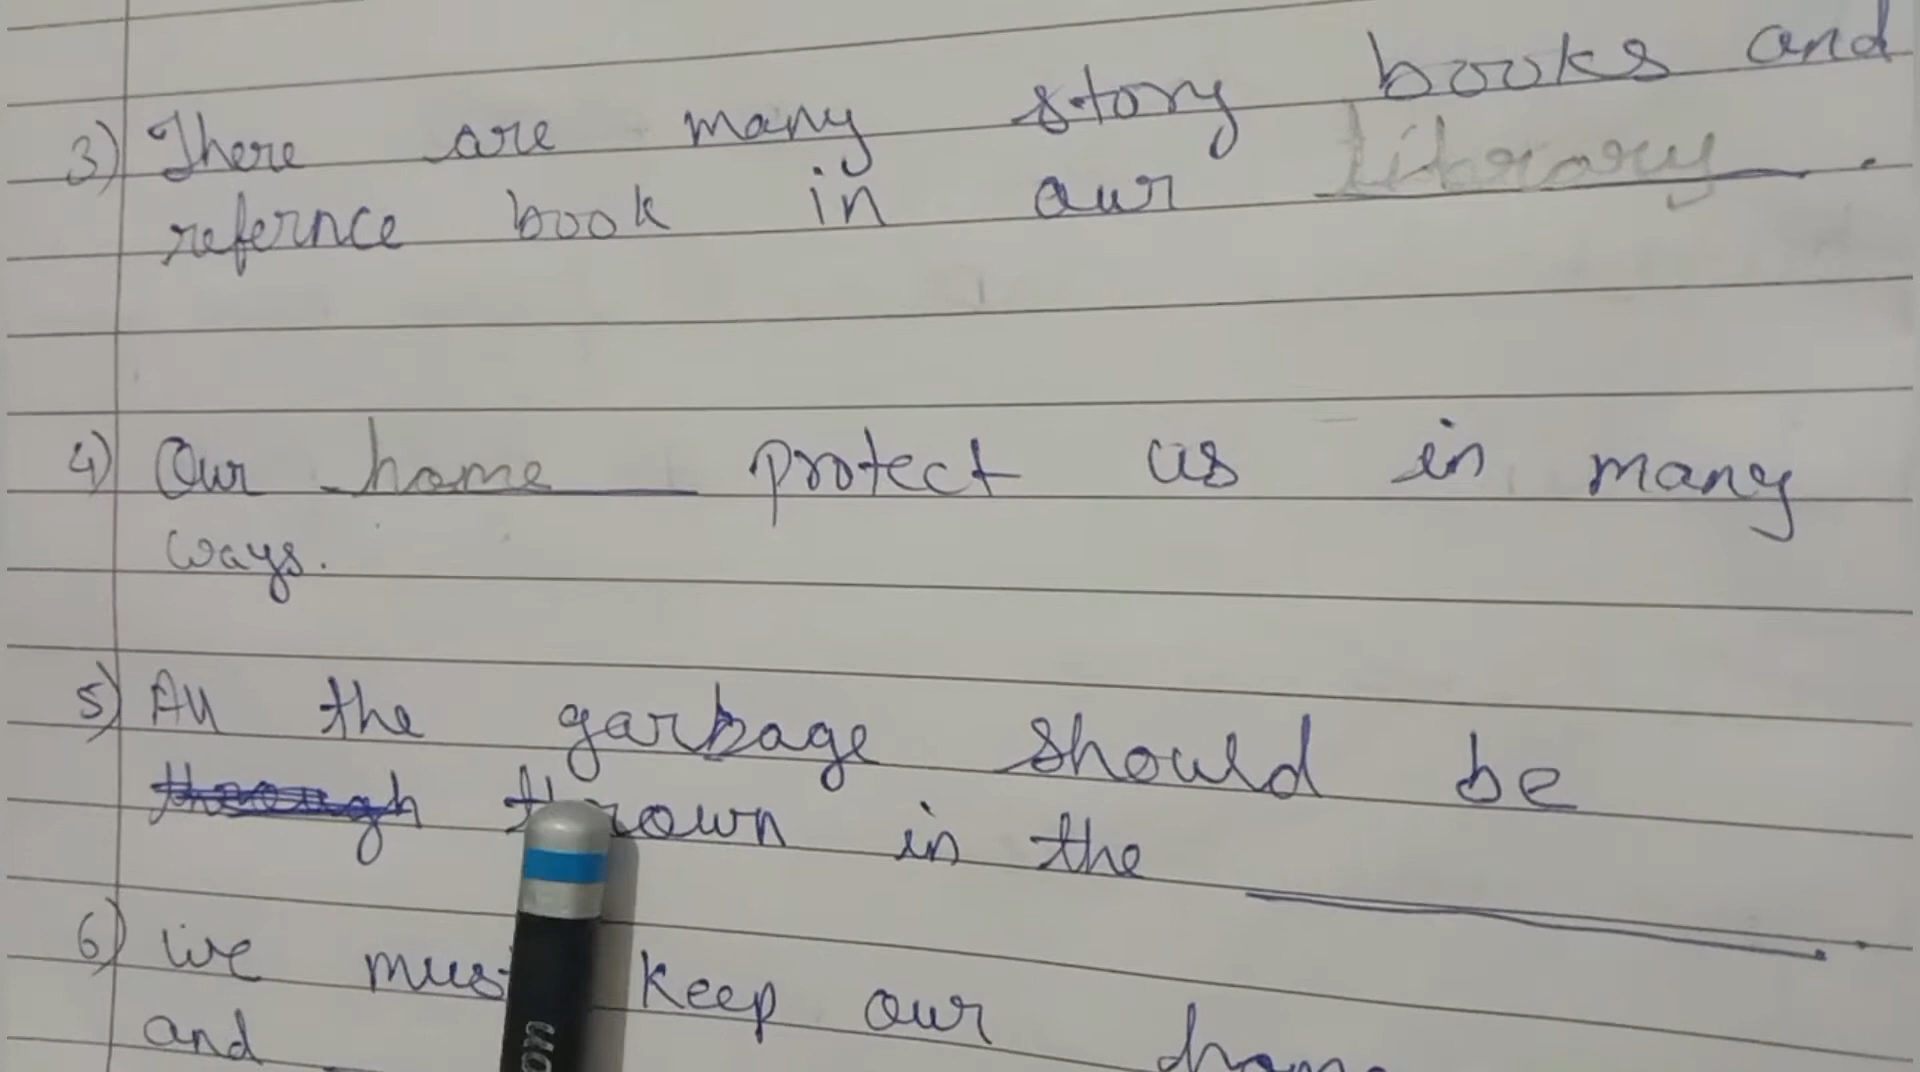 3) There are many story books and
refernce book in our library.
4) Our home protect us in many
ways.
5) All the garbage should be
thrown in the ________.
6) We must keep our
and